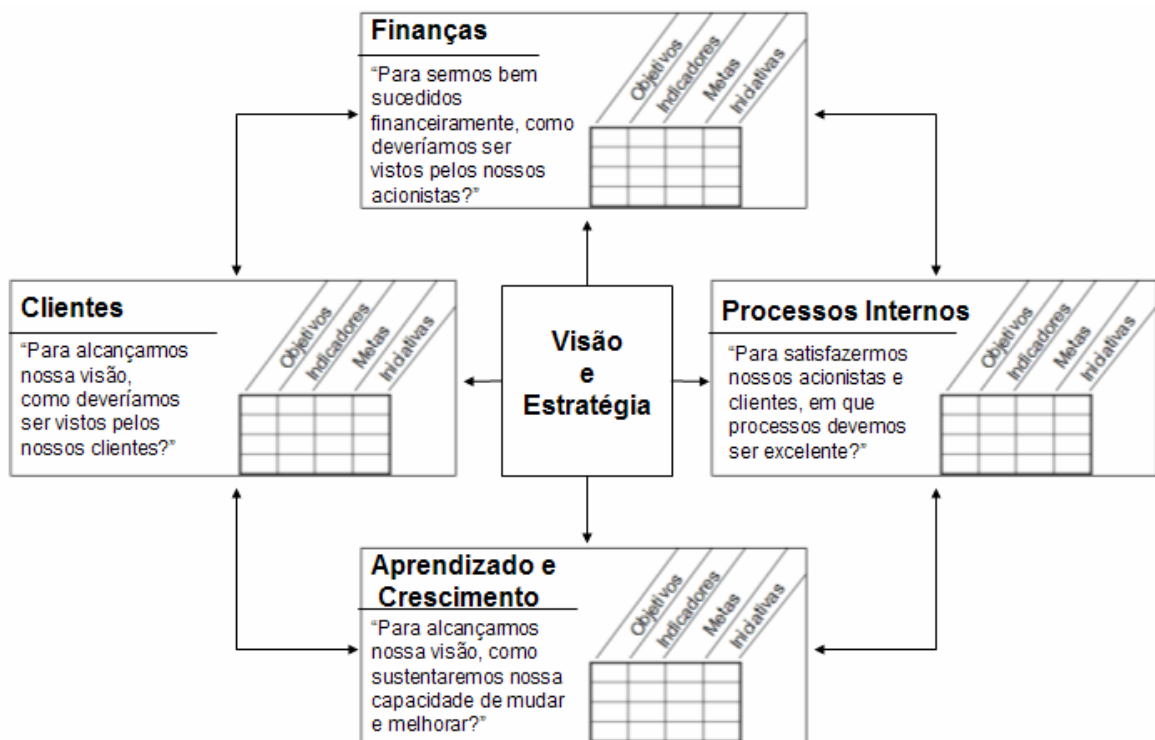 Finanças
“Para sermos bem
sucedidos
financeiramente, como
deveríamos ser
vistos pelos nossos
acionistas?”
Objetivos
Indicadores
Metas
Iniciativas
Clientes
“Para alcançarmos
nossa visão,
como deveríamos
ser vistos pelos
nossos clientes?”
Objetivos
Indicadores
Metas
Iniciativas
Visão
e
Estratégia
Processos Internos
“Para satisfazermos
nossos acionistas e
clientes, em que
processos devemos
ser excelente?”
Objetivos
Indicadores
Metas
Iniciativas
Aprendizado e
Crescimento
“Para alcançarmos
nossa visão, como
sustentaremos nossa
capacidade de mudar
e melhorar?”
Objetivos
Indicadores
Metas
Iniciativas